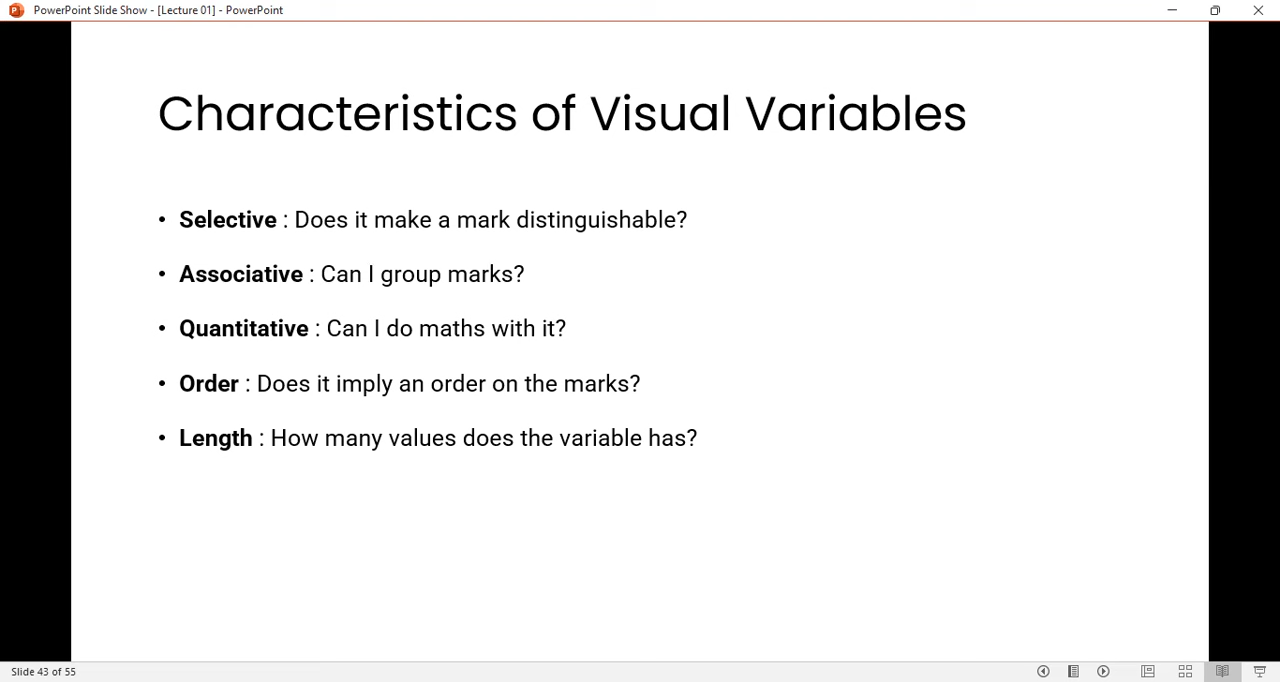 PowerPoint Slide Show - [Lecture 01] - PowerPoint
Characteristics of Visual Variables
• Selective : Does it make a mark distinguishable?
• Associative : Can I group marks?
• Quantitative : Can I do maths with it?
• Order : Does it imply an order on the marks?
• Length : How many values does the variable has?
Slide 43 of 55